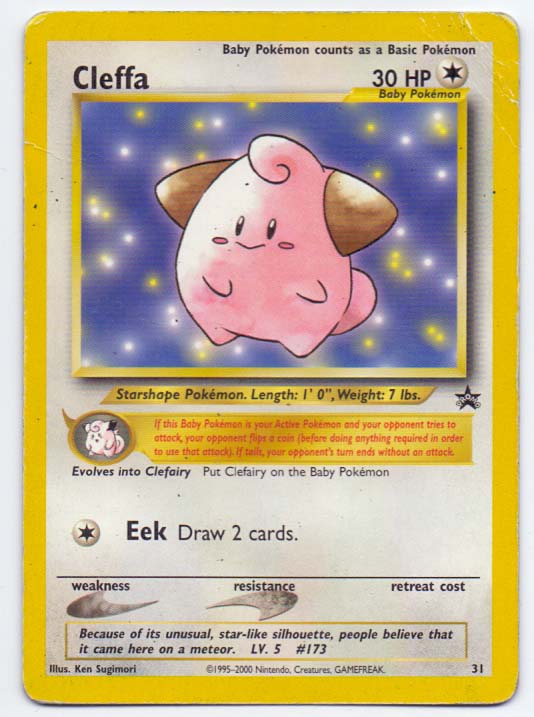 Baby Pokémon counts as a Basic Pokémon
Cleffa
30 HP
Baby Pokémon
Starshape Pokémon. Length: 1' 0", Weight: 7 lbs.
PROMO
If this Baby Pokémon is your Active Pokémon and your opponent tries to
attack, your opponent flips a coin (before doing anything required in order
to use that attack). If tails, your opponent's turn ends without an attack.
Evolves into Clefairy Put Clefairy on the Baby Pokémon
Eek Draw 2 cards.
weakness resistance retreat cost
Because of its unusual, star-like silhouette, people believe that
it came here on a meteor. LV. 5 #173
Illus. Ken Sugimori ©1995-2000 Nintendo, Creatures, GAMEFREAK. 31